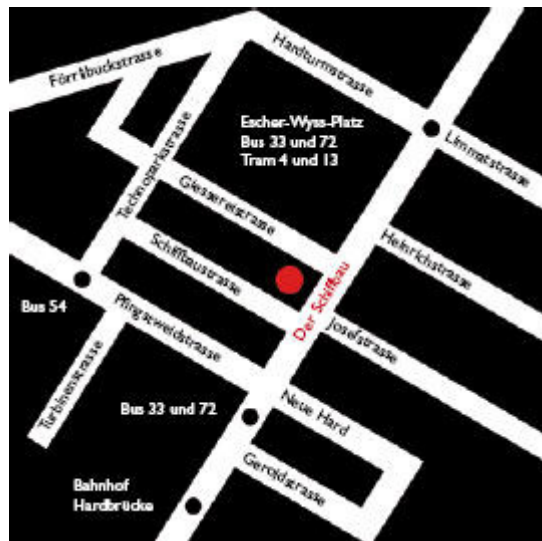 Förrlibuckstrasse
Hardturmstrasse
Escher-Wyss-Platz
Bus 33 und 72
Tram 4 und 13
Limmatstrasse
Technoparkstrasse
Giessereistrasse
Heinrichstrasse
Schiffbaustrasse
Der Schiffbau
Josefstrasse
Bus 54
Pfingstweidstrasse
Turbinenstrasse
Bus 33 und 72
Neue Hard
Geroldstrasse
Bahnhof
Hardbrücke